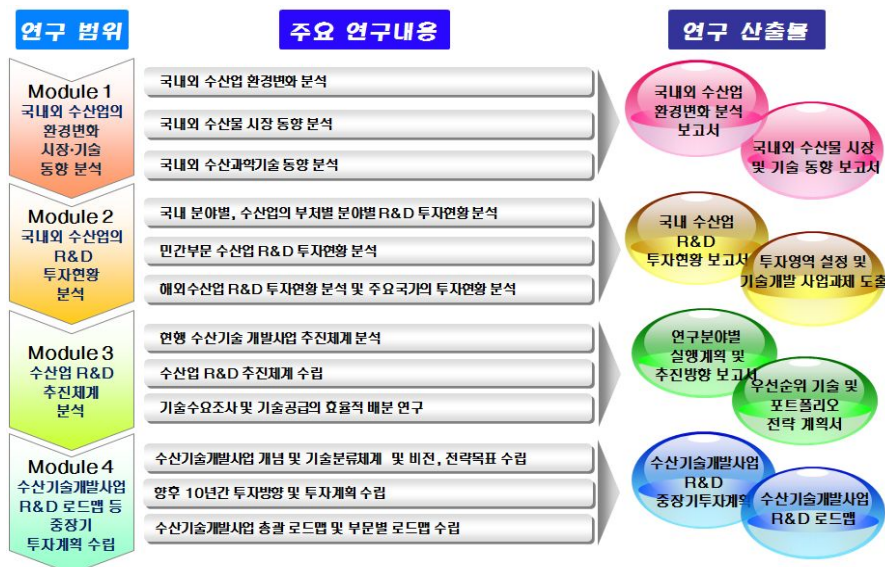 연구 범위
주요 연구내용
연구 산출물
Module 1
국내외 수산업의
환경변화
시장·기술
동향 분석
국내외 수산업 환경변화 분석
국내외 수산물 시장 동향 분석
국내외 수산과학기술 동향 분석
국내외 수산업
환경변화 분석
보고서
국내외 수산물 시장
및 기술 동향 보고서
Module 2
국내외 수산업의
R&D
투자현황
분석
국내 분야별, 수산업의 부처별 분야별 R&D 투자현황 분석
민간부문 수산업 R&D 투자현황 분석
해외수산업 R&D 투자현황 분석 및 주요국가의 투자현황 분석
국내 수산업
R&D
투자현황 보고서
투자영역 설정 및
기술개발 사업과제 도출
Module 3
수산업 R&D
추진체계
분석
현행 수산기술 개발사업 추진체계 분석
수산업 R&D 추진체계 수립
기술수요조사 및 기술공급의 효율적 배분 연구
연구분야별
실행계획 및
추진방향 보고서
우선순위 기술 및
포트폴리오
전략 계획서
Module 4
수산기술개발사업
R&D 로드맵 등
중장기
투자계획 수립
수산기술개발사업 개념 및 기술분류체계 및 비전, 전략목표 수립
향후 10년간 투자방향 및 투자계획 수립
수산기술개발사업 총괄 로드맵 및 부문별 로드맵 수립
수산기술개발사업
R&D
중장기투자계획
수산기술개발사업
R&D 로드맵